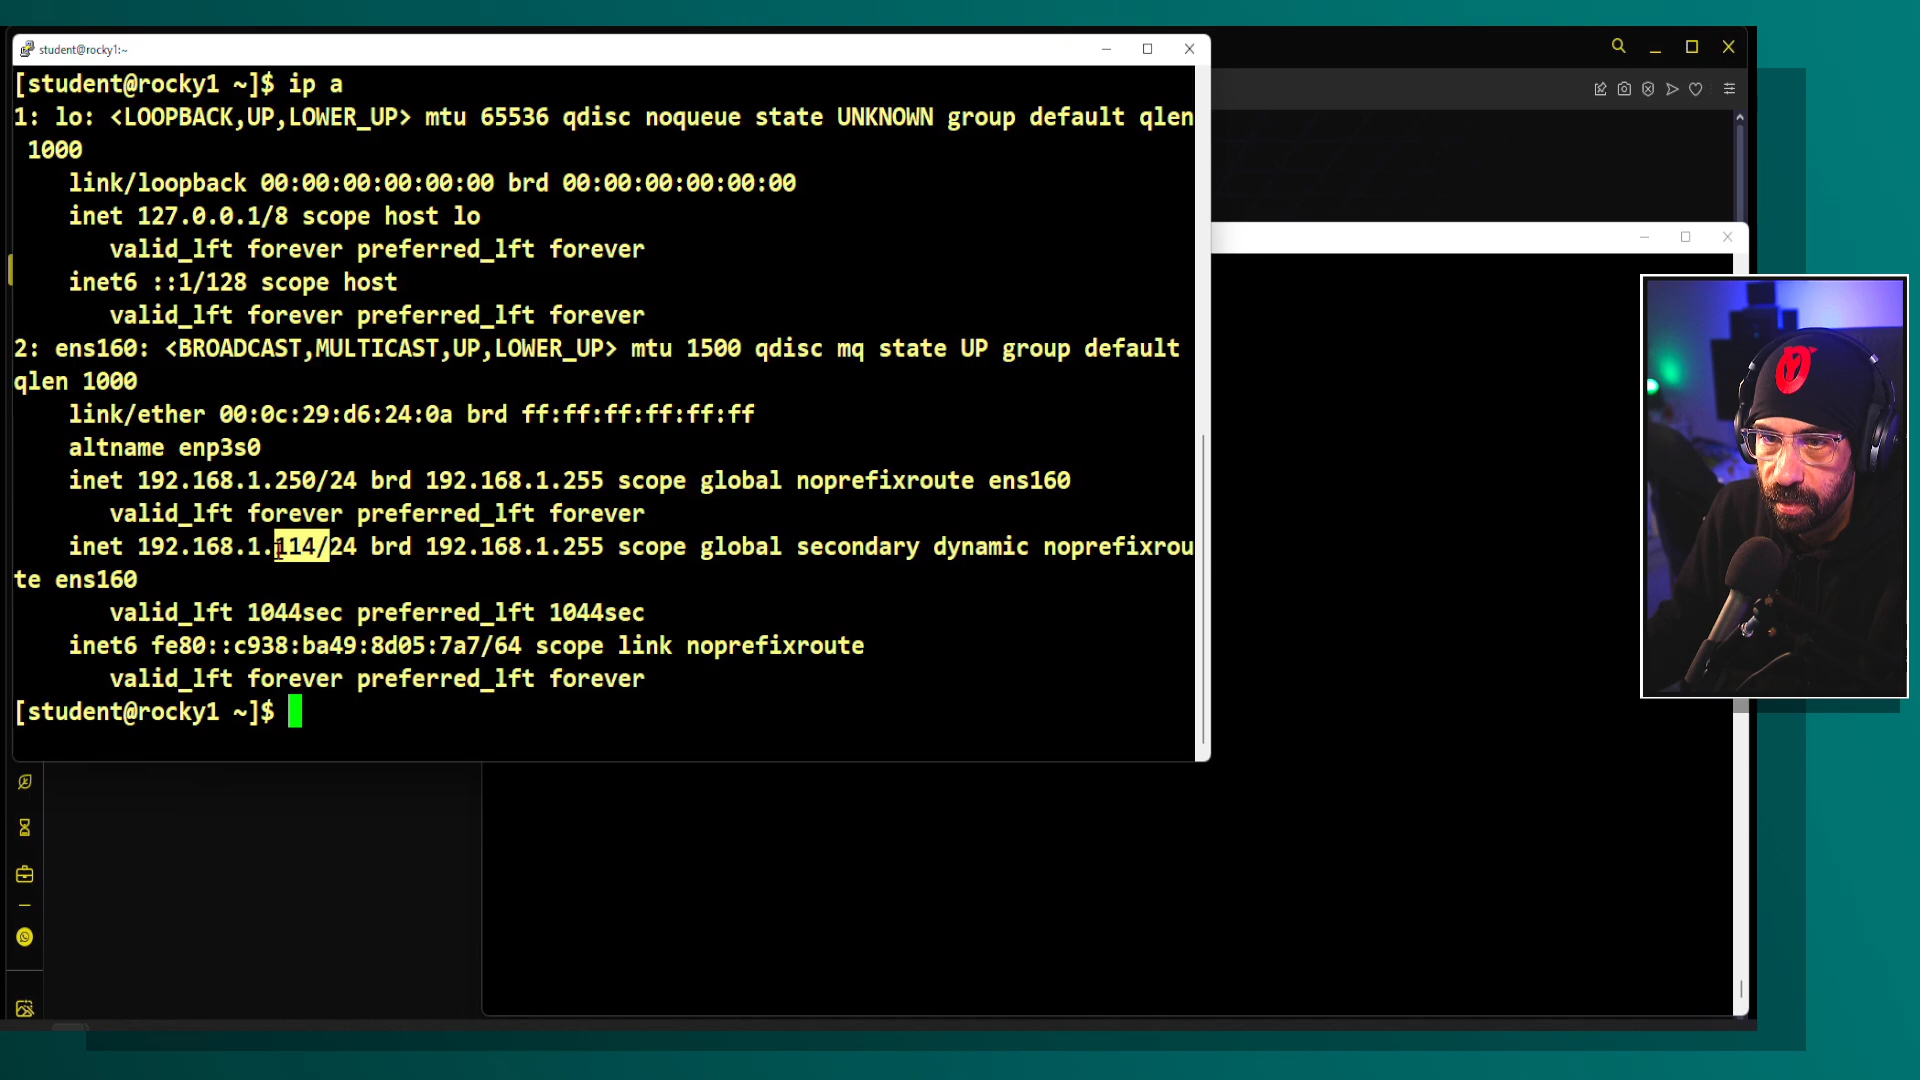 student@rocky1:~
[student@rocky1 ~]$ ip a
1: lo: <LOOPBACK,UP,LOWER_UP> mtu 65536 qdisc noqueue state UNKNOWN group default qlen
1000
link/loopback 00:00:00:00:00:00 brd 00:00:00:00:00:00
inet 127.0.0.1/8 scope host lo
valid_lft forever preferred_lft forever
inet6 ::1/128 scope host
valid_lft forever preferred_lft forever
2: ens160: <BROADCAST,MULTICAST,UP,LOWER_UP> mtu 1500 qdisc mq state UP group default
qlen 1000
link/ether 00:0c:29:d6:24:0a brd ff:ff:ff:ff:ff:ff
altname enp3s0
inet 192.168.1.250/24 brd 192.168.1.255 scope global noprefixroute ens160
valid_lft forever preferred_lft forever
inet 192.168.1.114/24 brd 192.168.1.255 scope global secondary dynamic noprefixrou
te ens160
valid_lft 1044sec preferred_lft 1044sec
inet6 fe80::c938:ba49:8d05:7a7/64 scope link noprefixroute
valid_lft forever preferred_lft forever
[student@rocky1 ~]$